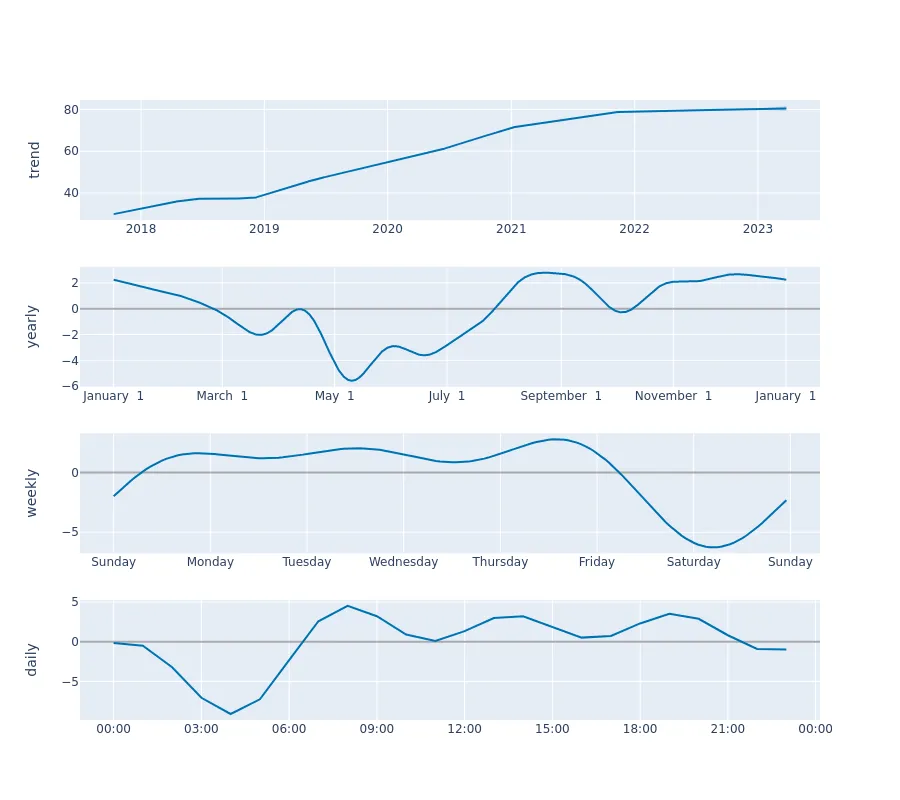 trend
80
60
40
2018 2019 2020 2021 2022 2023
yearly
2
0
−2
−4
−6
January 1 March 1 May 1 July 1 September 1 November 1 January 1
weekly
0
−5
Sunday Monday Tuesday Wednesday Thursday Friday Saturday Sunday
daily
5
0
−5
00:00 03:00 06:00 09:00 12:00 15:00 18:00 21:00 00:00